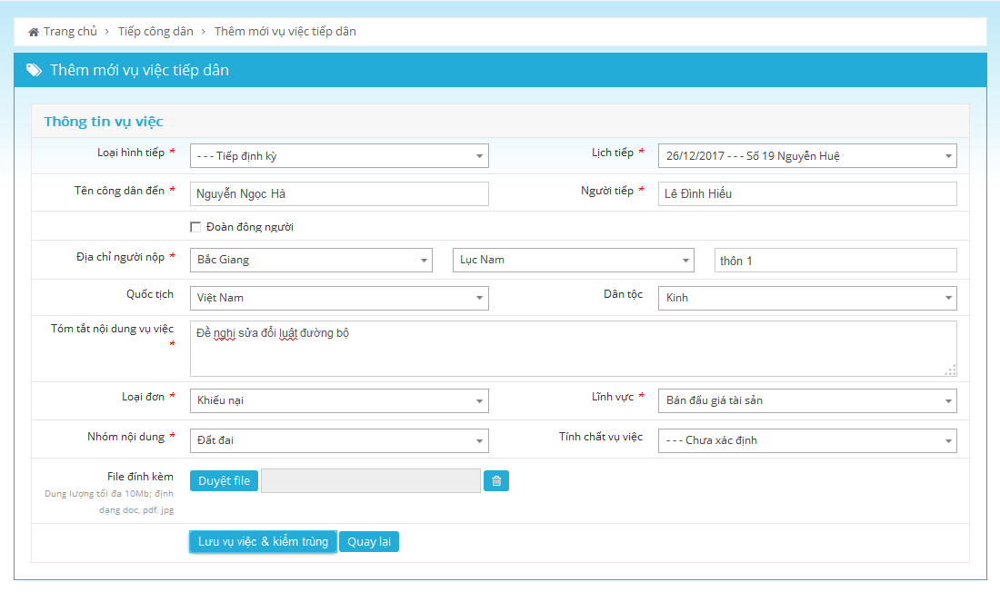 Trang chủ › Tiếp công dân › Thêm mới vụ việc tiếp dân
Thêm mới vụ việc tiếp dân
Thông tin vụ việc
Loại hình tiếp * - - - Tiếp định kỳ Lịch tiếp * 26/12/2017 - - - Số 19 Nguyễn Huệ
Tên công dân đến * Nguyễn Ngọc Hà Người tiếp * Lê Đình Hiếu
Đoàn đông người
Địa chỉ người nộp * Bắc Giang Lục Nam thôn 1
Quốc tịch Việt Nam Dân tộc Kinh
Tóm tắt nội dung vụ việc Đề nghị sửa đổi luật đường bộ
*
Loại đơn * Khiếu nại Lĩnh vực * Bán đấu giá tài sản
Nhóm nội dung * Đất đai Tính chất vụ việc - - - Chưa xác định
File đính kèm Duyệt file
Dung lượng tối đa 10Mb; định
dạng doc, pdf, jpg
Lưu vụ việc & kiểm trùng Quay lại